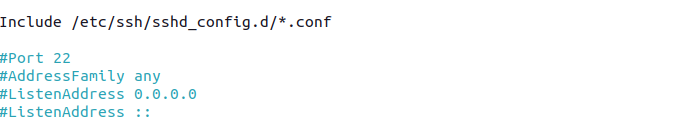 Include /etc/ssh/sshd_config.d/*.conf
#Port 22
#AddressFamily any
#ListenAddress 0.0.0.0
#ListenAddress ::